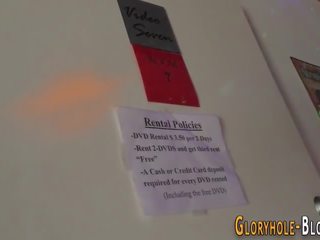 Video
Seven
Rental Policies
-DVD Rental $3.50 per 2 Days
-Rent 2-DVDS and get third rent
"Free"
-A Cash or Credit Card deposit
required for every DVD rented
(Including the free DVD)
GLORYHOLE-BLO